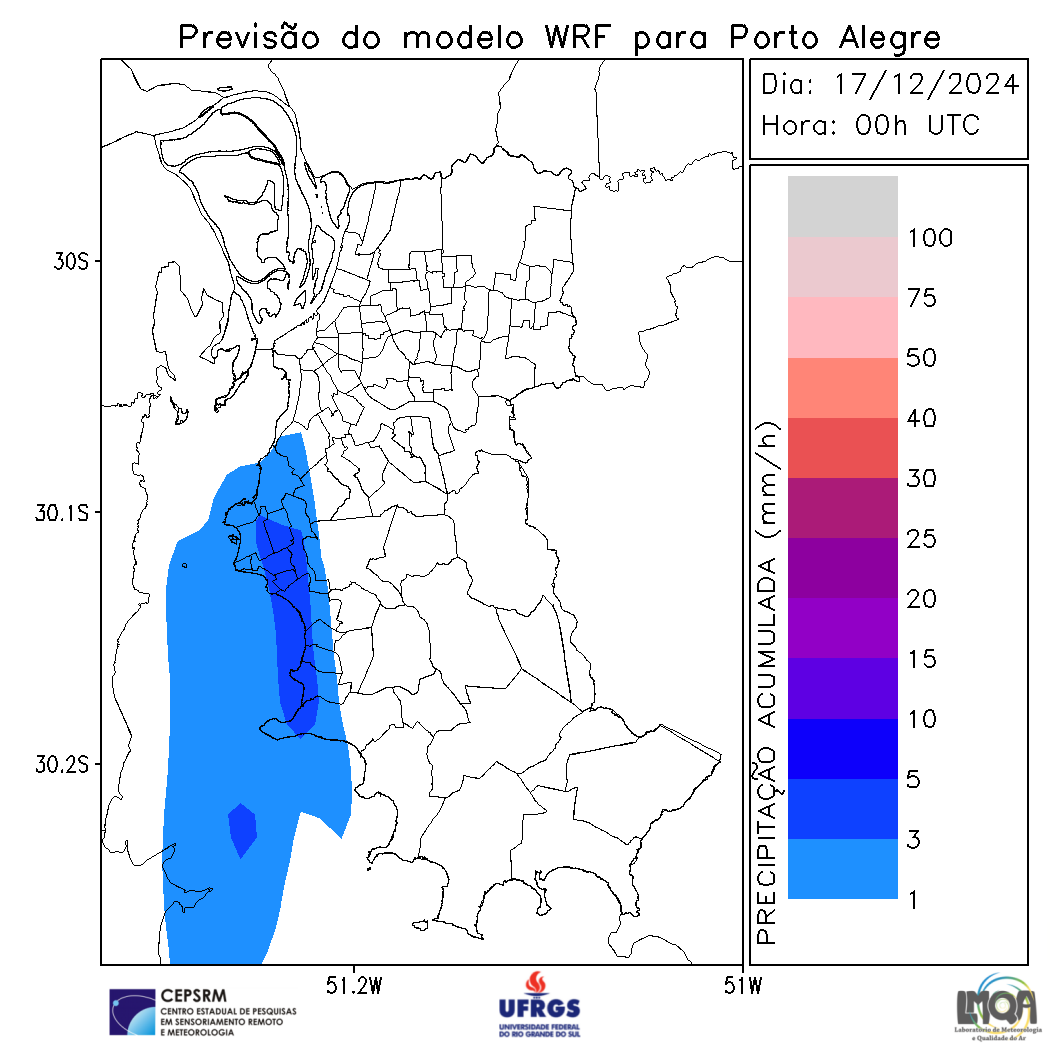 Previsão do modelo WRF para Porto Alegre
Dia: 17/12/2024
Hora: 00h UTC
30S
30.1S
30.2S
51.2W
51W
PRECIPITAÇÃO ACUMULADA (mm/h)
100
75
50
40
30
25
20
15
10
5
3
1
CEPSRM
CENTRO ESTADUAL DE PESQUISAS
EM SENSORIAMENTO REMOTO
E METEOROLOGIA
UFRGS
UNIVERSIDADE FEDERAL
DO RIO GRANDE DO SUL
LMQA
Laboratório de Meteorologia
e Qualidade do Ar